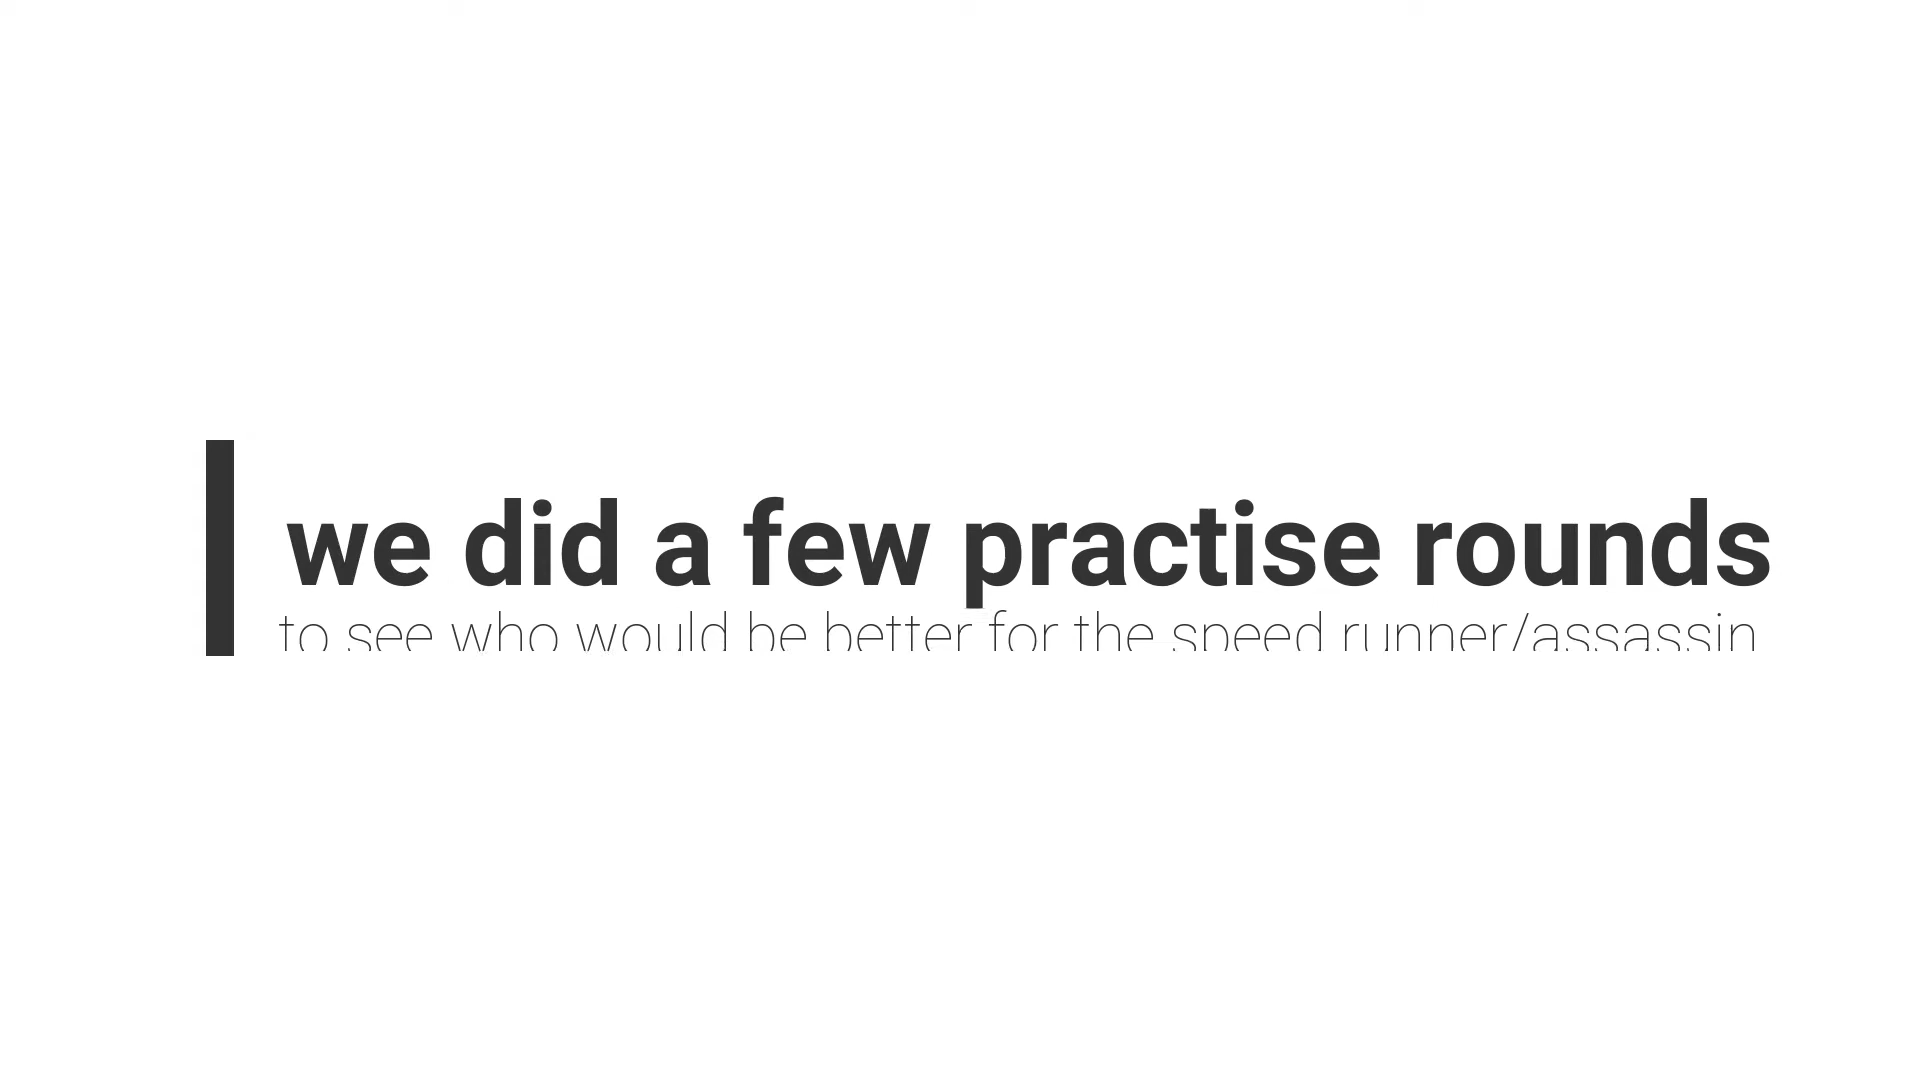 we did a few practise rounds
to see who would be better for the speed runner/assassin